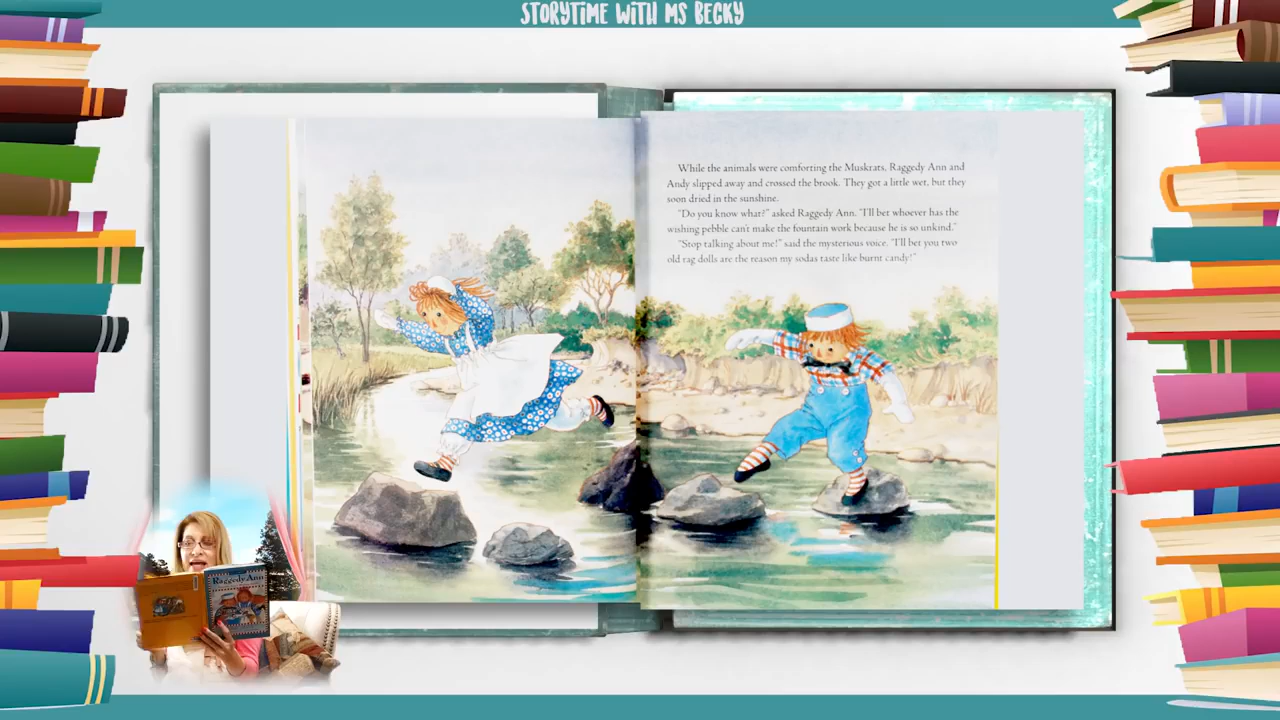 STORYTIME WITH MS BECKY
While the animals were comforting the Muskrats, Raggedy Ann and
Andy slipped away and crossed the brook. They got a little wet, but they
soon dried in the sunshine.
"Do you know what?" asked Raggedy Ann. "I'll bet whoever has the
wishing pebble can't make the fountain work because he is so unkind."
"Stop talking about me!" said the mysterious voice. "I'll bet you two
old rag dolls are the reason my sodas taste like burnt candy!"
Raggedy Ann